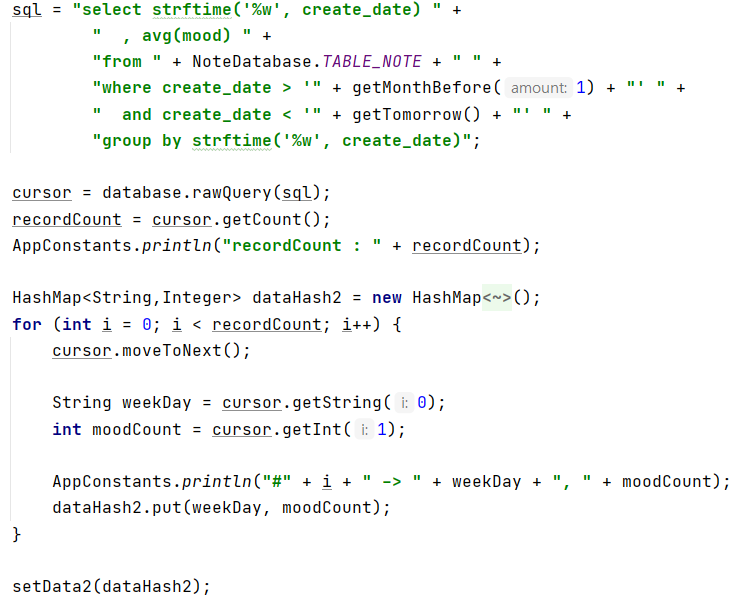 sql = "select strftime('%w', create_date) " +
"  , avg(mood) " +
"from " + NoteDatabase.TABLE_NOTE + " " +
"where create_date > '" + getMonthBefore( amount: 1) + "' " +
"  and create_date < '" + getTomorrow() + "' " +
"group by strftime('%w', create_date)";
cursor = database.rawQuery(sql);
recordCount = cursor.getCount();
AppConstants.println("recordCount : " + recordCount);
HashMap<String,Integer> dataHash2 = new HashMap<~>();
for (int i = 0; i < recordCount; i++) {
cursor.moveToNext();
String weekDay = cursor.getString( i: 0);
int moodCount = cursor.getInt( i: 1);
AppConstants.println("#" + i + " -> " + weekDay + ", " + moodCount);
dataHash2.put(weekDay, moodCount);
}
setData2(dataHash2);